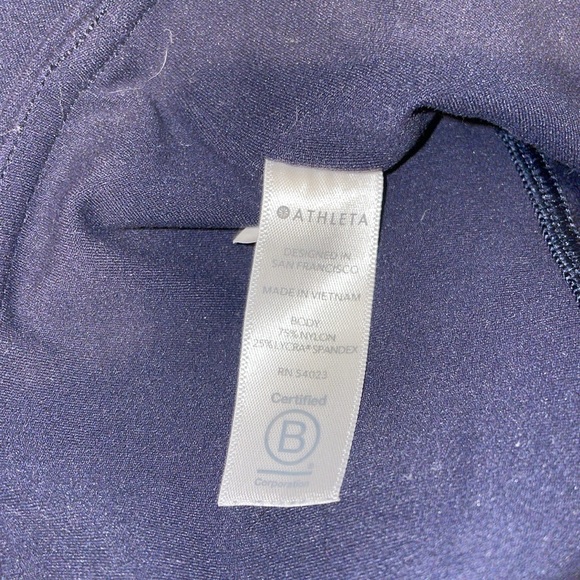 ATHLETA
DESIGNED IN
SAN FRANCISCO
MADE IN VIETNAM
BODY
75% NYLON
25% LYCRA® SPANDEX
RN 54023
Certified
B
®
Corporation